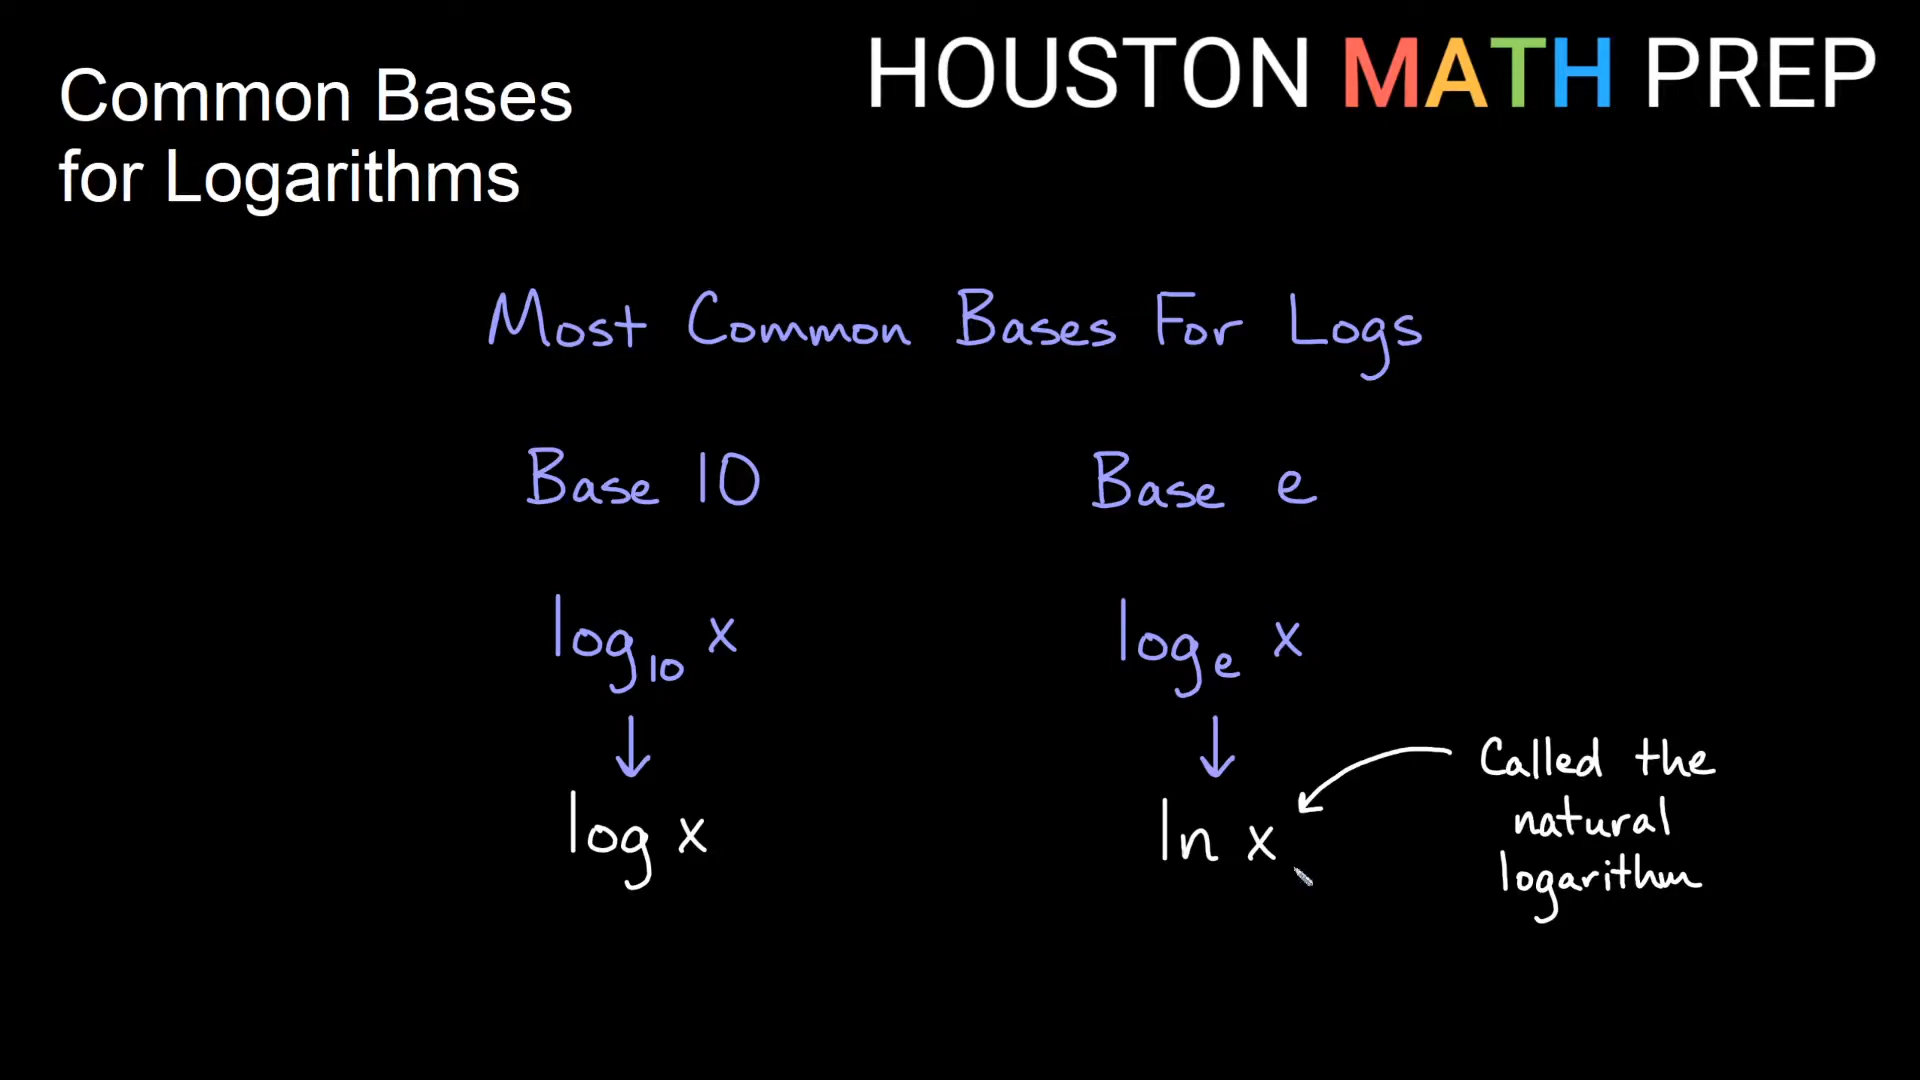 Common Bases
for Logarithms
HOUSTON MATH PREP
Most Common Bases For Logs
Base 10
Base e
log₁₀ x
logₑ x
↓
↓
log x
ln x
Called the
natural
logarithm